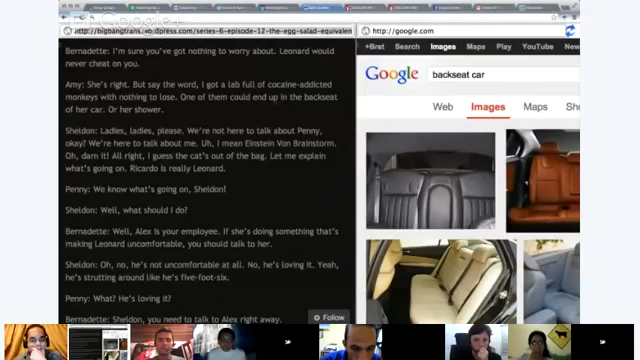 Google+
http://bigbangtrans.wordpress.com/series-6-episode-12-the-egg-salad-equivalen
http://google.com
+Bret Search Images Maps Play YouTube New
Bernadette: I'm sure you've got nothing to worry about. Leonard would
never cheat on you.
Amy: She's right. But say the word, I got a lab full of cocaine-addicted
monkeys with nothing to lose. One of them could end up in the backseat
of her car. Or her shower.
Sheldon: Ladies, ladies, please. We're not here to talk about Penny,
okay? We're here to talk about me. Uh, I mean Einstein Von Brainstorm.
Oh, darn it! All right, I guess the cat's out of the bag. Let me explain
what's going on. Ricardo is really Leonard.
Penny: We know what's going on, Sheldon!
Sheldon: Well, what should I do?
Bernadette: Well, Alex is your employee. If she's doing something that's
making Leonard uncomfortable, you should talk to her.
Sheldon: Oh, no, he's not uncomfortable at all. No, he's loving it. Yeah,
he's strutting around like he's five-foot-six.
Penny: What? He's loving it?
Bernadette: Sheldon, you need to talk to Alex right away.
Follow
Google
backseat car
Web Images Maps Sho